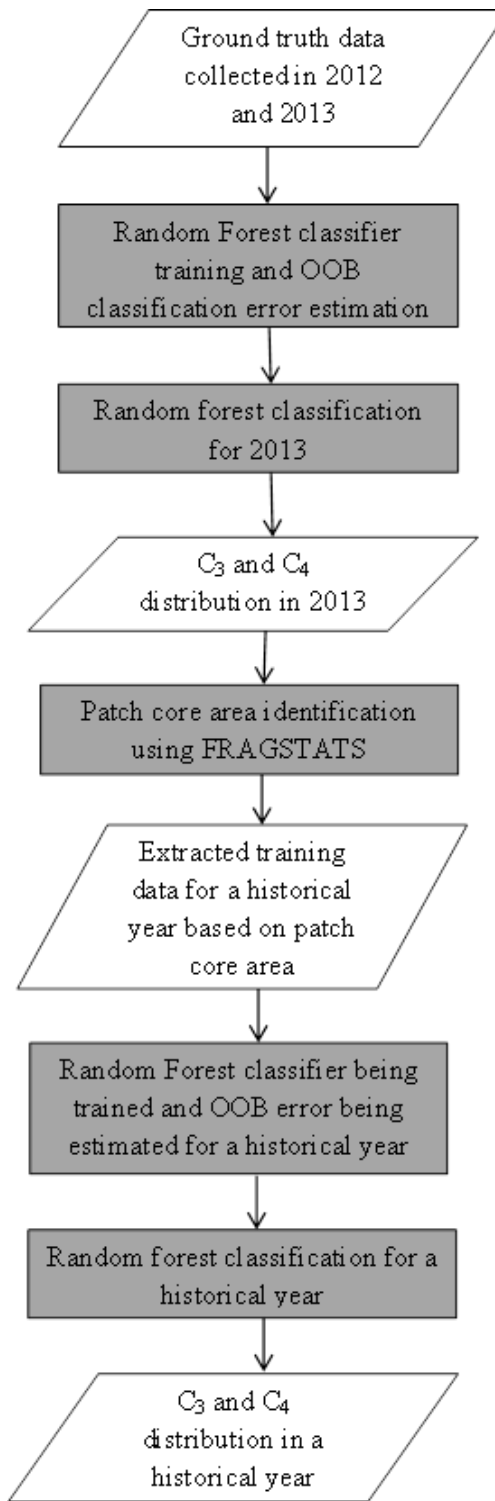 Ground truth data
collected in 2012
and 2013
Random Forest classifier
training and OOB
classification error estimation
Random forest classification
for 2013
C₃ and C₄
distribution in 2013
Patch core area identification
using FRAGSTATS
Extracted training
data for a historical
year based on patch
core area
Random Forest classifier being
trained and OOB error being
estimated for a historical year
Random forest classification for a
historical year
C₃ and C₄
distribution in a
historical year